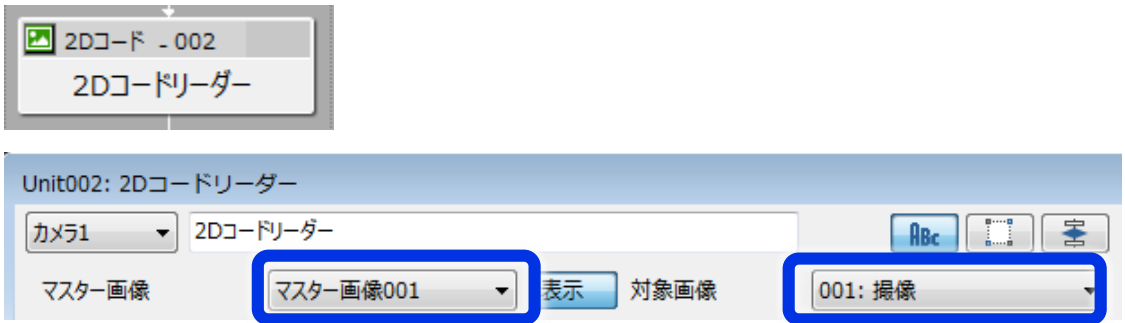 2Dコード - 002
2Dコードリーダー
Unit002: 2Dコードリーダー
カメラ1 2Dコードリーダー ABc
マスター画像 マスター画像001 表示 対象画像 001: 撮像